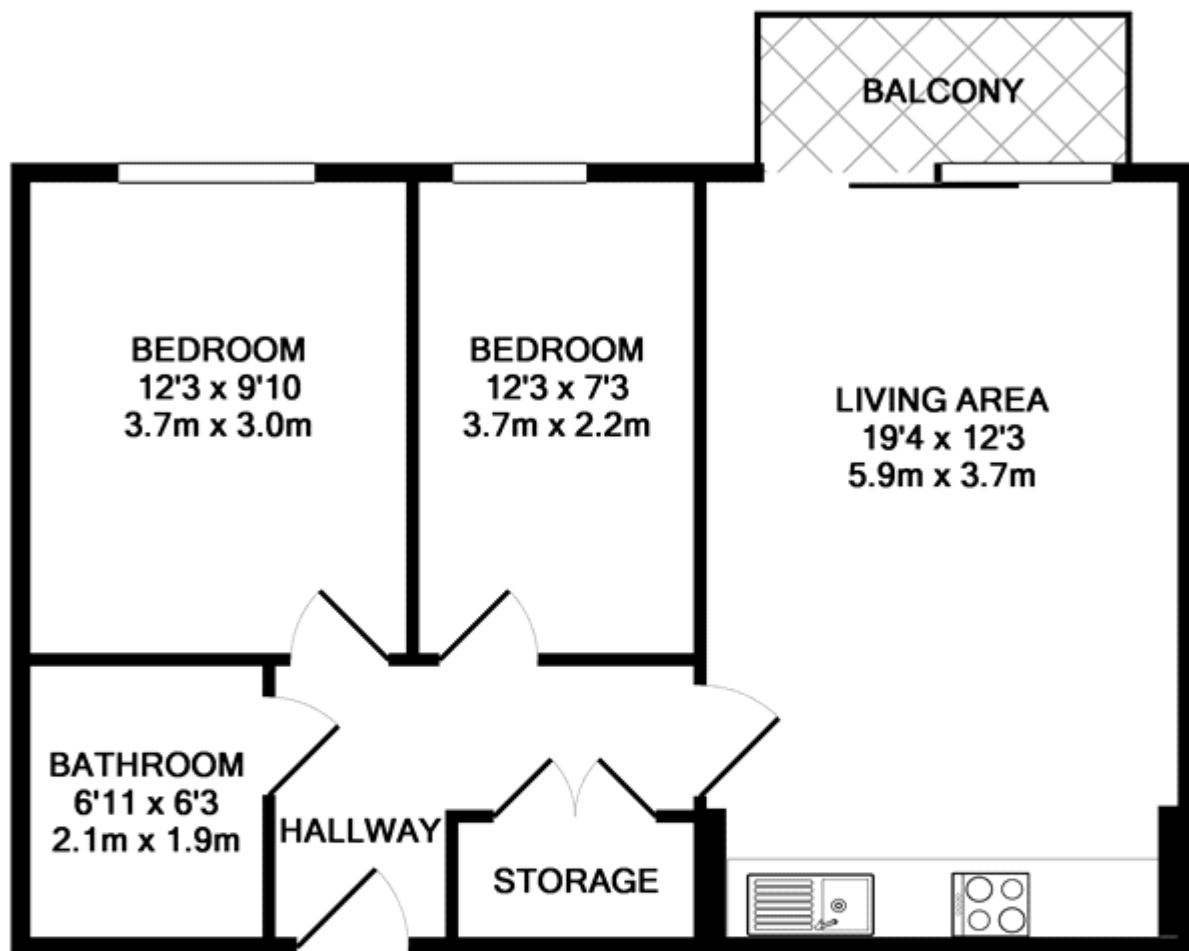 BALCONY
BEDROOM
12'3 x 9'10
3.7m x 3.0m
BEDROOM
12'3 x 7'3
3.7m x 2.2m
LIVING AREA
19'4 x 12'3
5.9m x 3.7m
BATHROOM
6'11 x 6'3
2.1m x 1.9m
HALLWAY
STORAGE